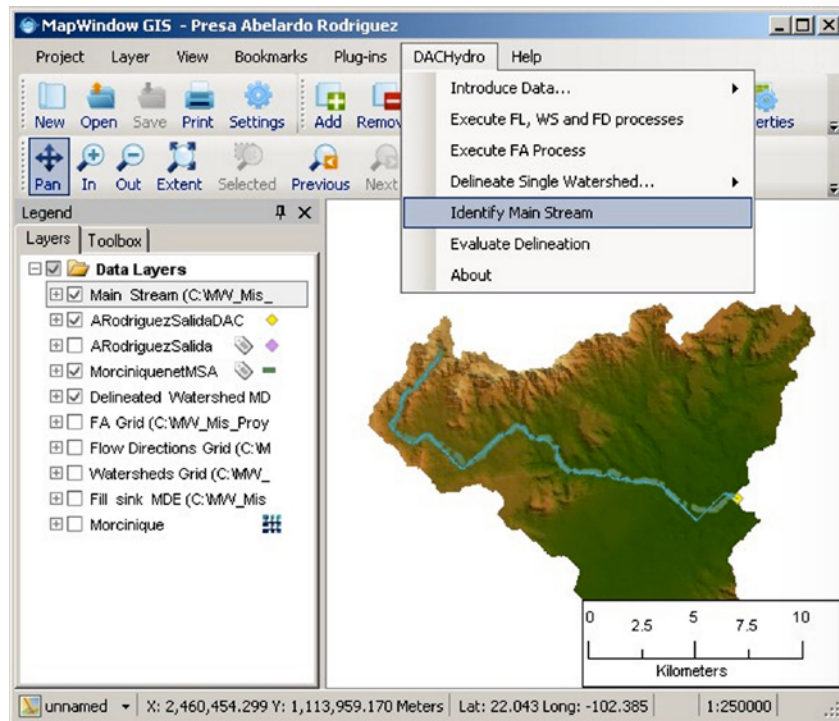 MapWindow GIS - Presa Abelardo Rodriguez
Project Layer View Bookmarks Plug-ins DACHydro Help
New Open Save Print Settings Add Remov erties
Pan In Out Extent Selected Previous Next
Introduce Data...
Execute FL, WS and FD processes
Execute FA Process
Delineate Single Watershed...
Identify Main Stream
Evaluate Delineation
About
Legend
Layers Toolbox
Data Layers
Main Stream (C:\MW_Mis_
ARodriguezSalidaDAC
ARodriguezSalida
MorciniquenetMSA
Delineated Watershed MD
FA Grid (C:\MW_Mis_Proy
Flow Directions Grid (C:\M
Watersheds Grid (C:\MW_
Fill sink MDE (C:\MW_Mis
Morcinique
0 2.5 5 7.5 10
Kilometers
unnamed X: 2,460,454.299 Y: 1,113,959.170 Meters Lat: 22.043 Long: -102.385 1:250000